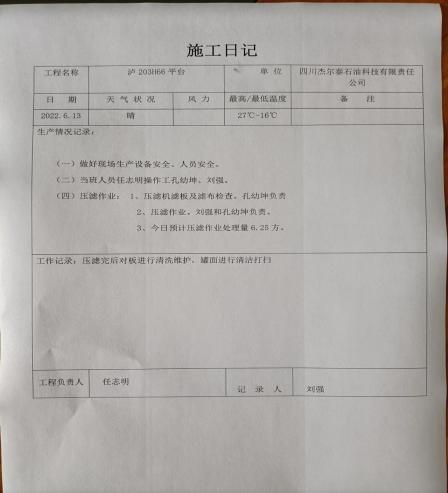 施工日记
工程名称 泸203H66平台 单 位 四川杰尔泰石油科技有限责任
公司
日 期 天 气 状 况 风 力 最高/最低温度 备 注
2022.6.13 晴 27℃-16℃
生产情况记录:
(一)做好现场生产设备安全、人员安全。
(二)当班人员任志明操作工孔幼坤、刘强。
(四)压滤作业: 1、压滤机滤板及滤布检查。孔幼坤负责
2、压滤作业。刘强和孔幼坤负责。
3、今日预计压滤作业处理量6.25方。
工作记录:压滤完后对板进行清洗维护、罐面进行清洁打扫
工程负责人 任志明
记 录 人 刘强